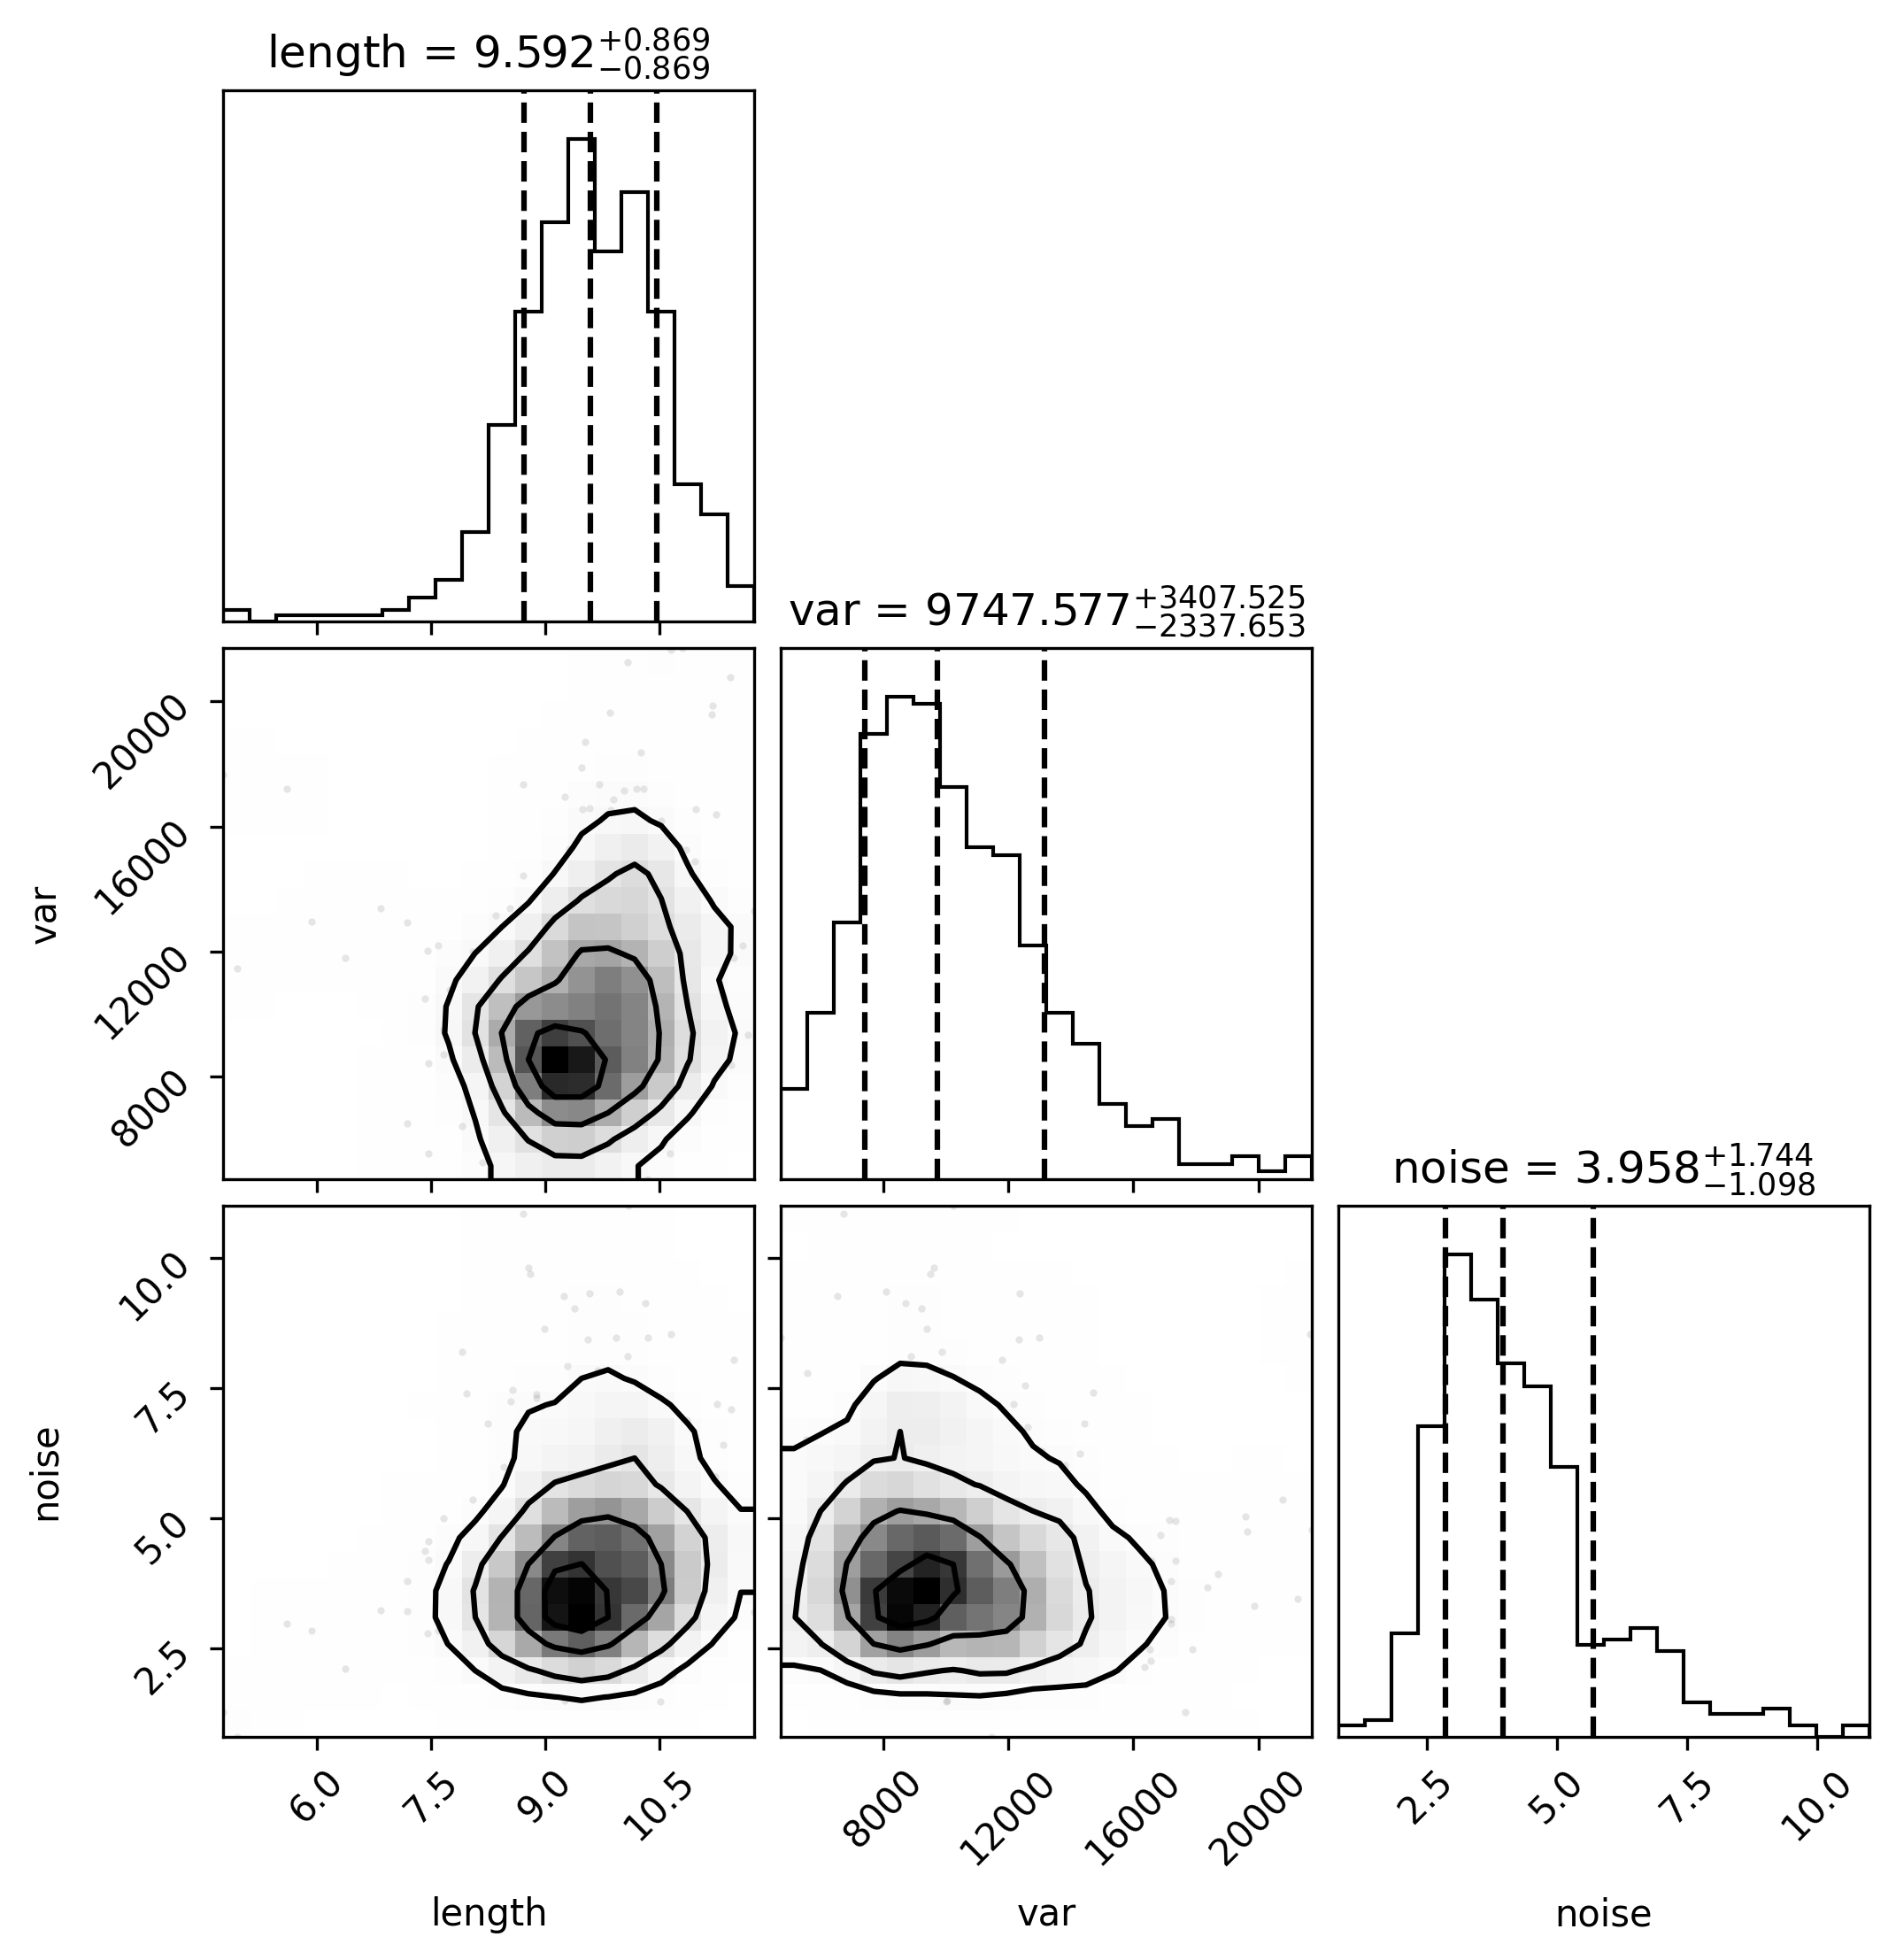 length = 9.592 +0.869 −0.869
var = 9747.577 +3407.525 −2337.653
20000
16000
12000
8000
var
noise = 3.958 +1.744 −1.098
10.0
7.5
5.0
2.5
noise
6.0 7.5 9.0 10.5 8000 12000 16000 20000 2.5 5.0 7.5 10.0
length var noise